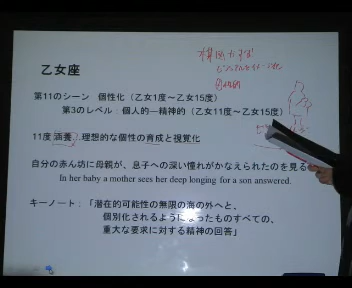 乙女座
第11のシーン 個性化（乙女1度～乙女15度）
第3のレベル：個人的―精神的（乙女11度～乙女15度）
11度 涵養：理想的な個性の育成と視覚化
自分の赤ん坊に母親が、息子への深い憧れがかなえられたのを見る
In her baby a mother sees her deep longing for a son answered.
キーノート：「潜在的可能性の無限の海の外へと、
個別化されるようになったものすべての、
重大な要求に対する精神の回答」